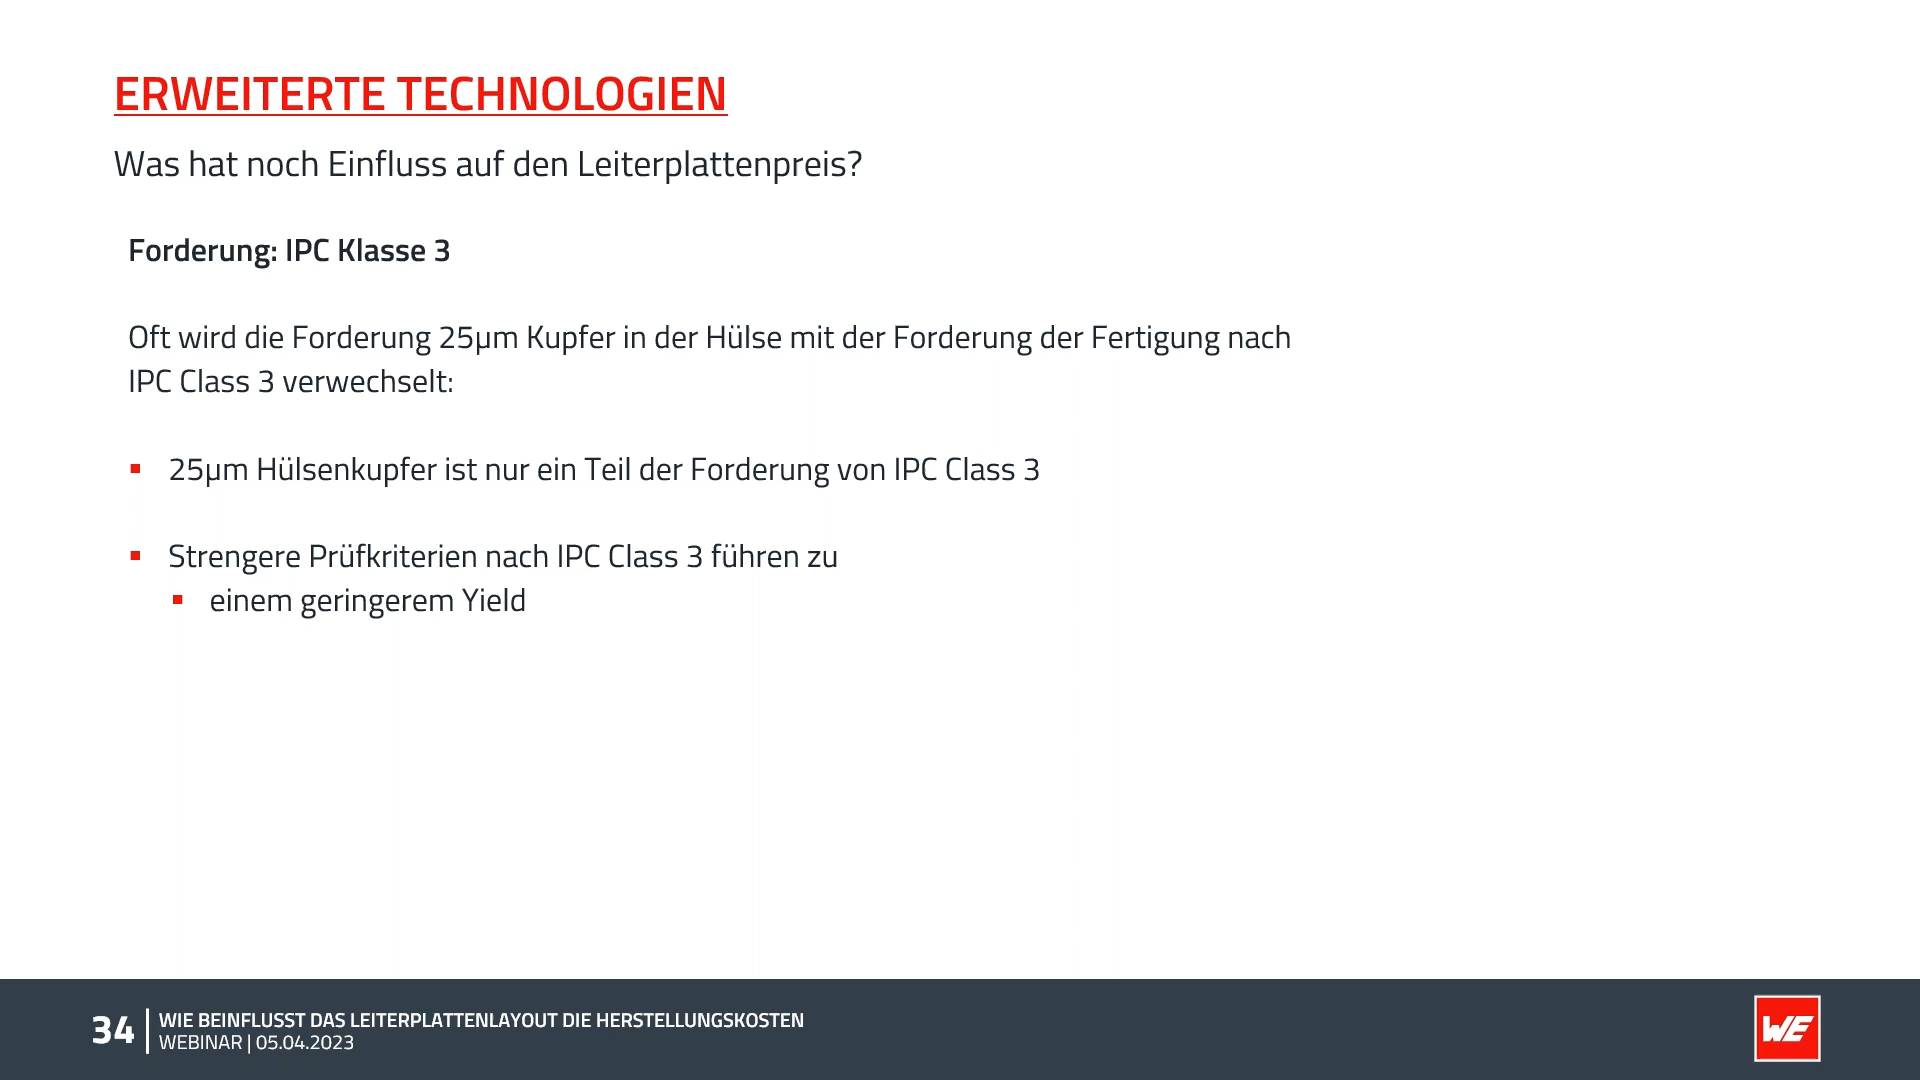 ERWEITERTE TECHNOLOGIEN
Was hat noch Einfluss auf den Leiterplattenpreis?
Forderung: IPC Klasse 3
Oft wird die Forderung 25µm Kupfer in der Hülse mit der Forderung der Fertigung nach
IPC Class 3 verwechselt:
▪ 25µm Hülsenkupfer ist nur ein Teil der Forderung von IPC Class 3
▪ Strengere Prüfkriterien nach IPC Class 3 führen zu
▪ einem geringerem Yield
34
WIE BEINFLUSST DAS LEITERPLATTENLAYOUT DIE HERSTELLUNGSKOSTEN
WEBINAR | 05.04.2023
WE